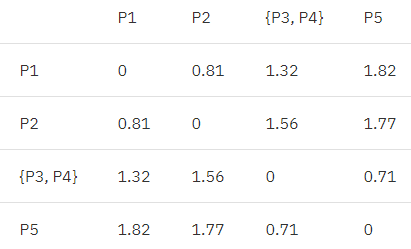 P1 P2 {P3, P4} P5
P1 0 0.81 1.32 1.82
P2 0.81 0 1.56 1.77
{P3, P4} 1.32 1.56 0 0.71
P5 1.82 1.77 0.71 0